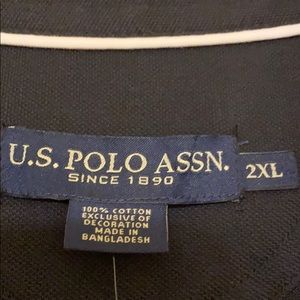 U.S. POLO ASSN.
SINCE 1890
2XL
100% COTTON
EXCLUSIVE OF
DECORATION
MADE IN
BANGLADESH